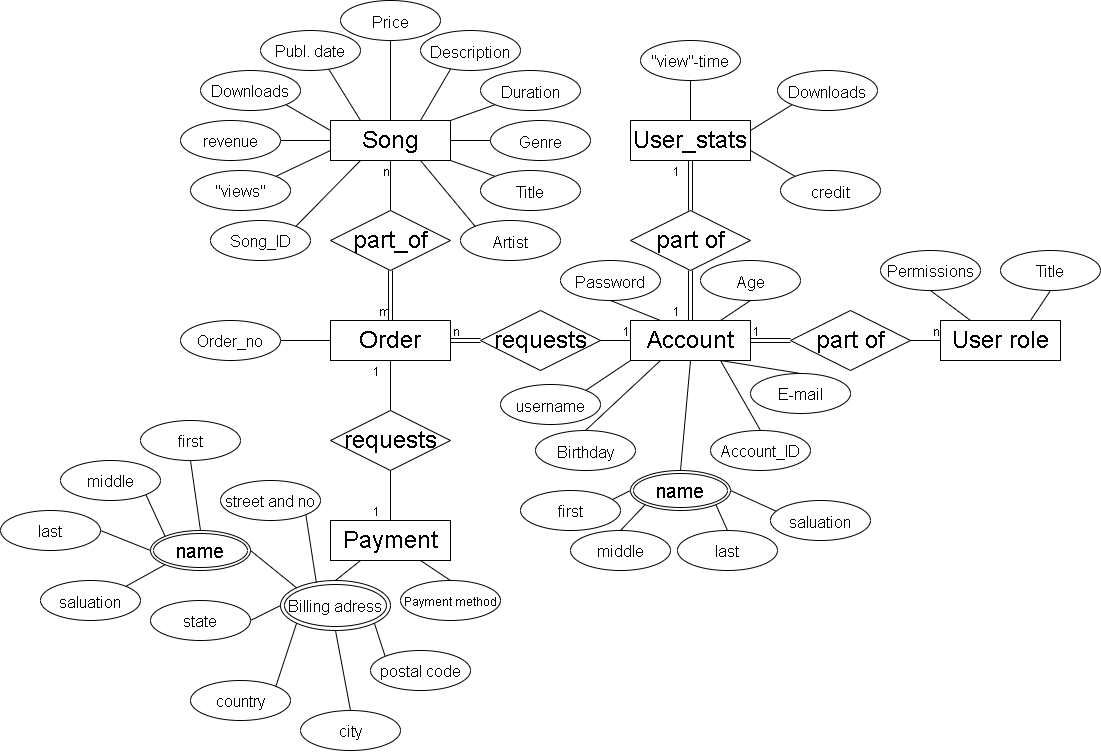 Price
Publ. date
Description
"view"-time
Downloads
Duration
Downloads
revenue
Song
Genre
User_stats
n
1
"views"
Title
credit
Song_ID
part_of
Artist
part of
Permissions
Title
Password
Age
m
1
Order_no
Order
n
requests
1
Account
1
part of
n
User role
1
username
E-mail
first
requests
Birthday
Account_ID
middle
street and no
name
first
saluation
last
1
name
Payment
middle
last
saluation
Billing adress
Payment method
state
postal code
country
city